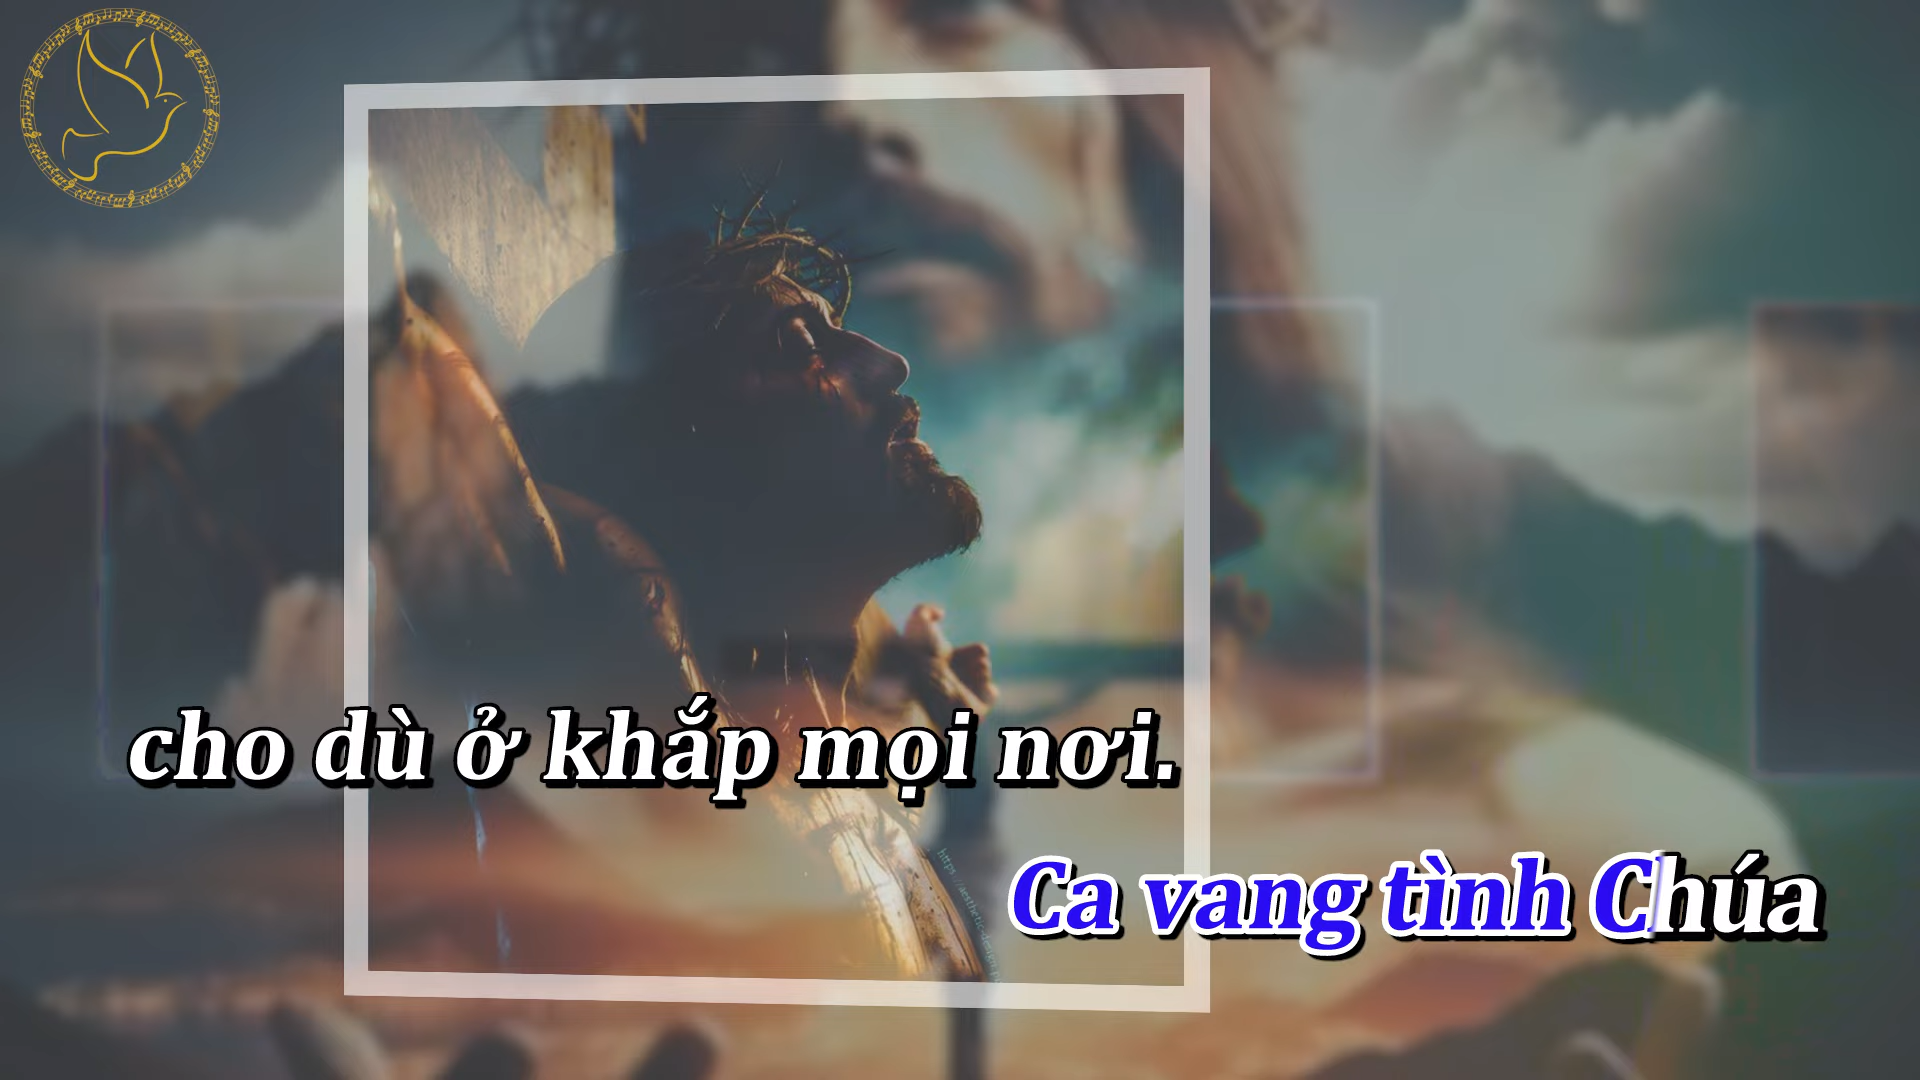 cho dù ở khắp mọi nơi.
Ca vang tình Chúa